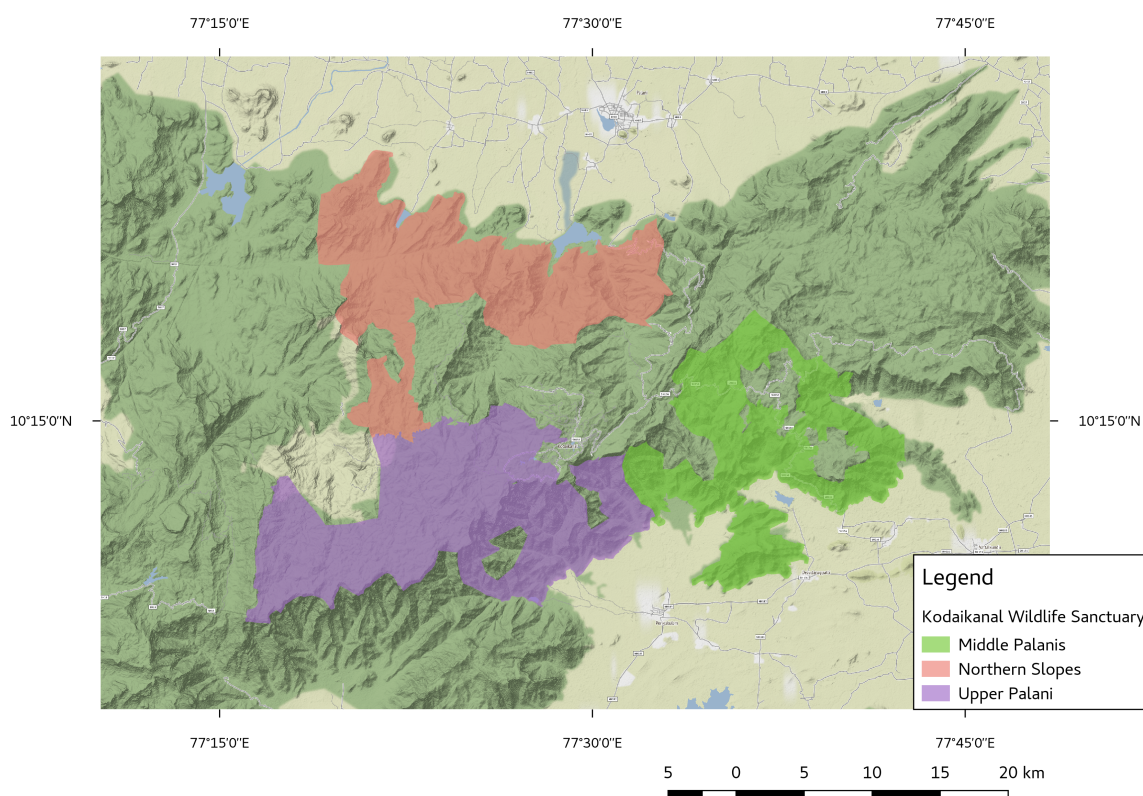 77°15'0"E 77°30'0"E 77°45'0"E
10°15'0"N 10°15'0"N
Legend
Kodaikanal Wildlife Sanctuary
Middle Palanis
Northern Slopes
Upper Palani
77°15'0"E 77°30'0"E 77°45'0"E
5 0 5 10 15 20 km